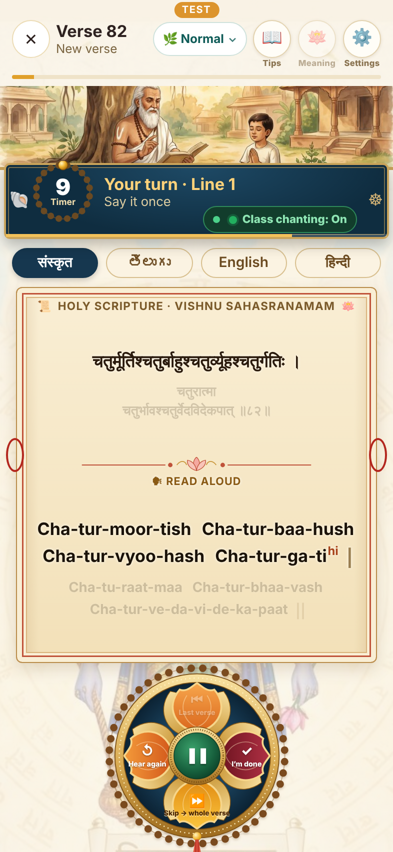 TEST
Verse 82
New verse
🌿 Normal
Tips
Meaning
Settings
9
Timer
Your turn · Line 1
Say it once
Class chanting: On
संस्कृत
తెలుగు
English
हिन्दी
HOLY SCRIPTURE · VISHNU SAHASRANAMAM
चतुर्मूर्तिश्चतुर्बाहुश्चतुर्व्यूहश्चतुर्गतिः ।
चतुरात्मा
चतुर्भावश्चतुर्वेदविदेकपात् ॥८२॥
READ ALOUD
Cha-tur-moor-tish Cha-tur-baa-hush
Cha-tur-vyoo-hash Cha-tur-ga-tihi |
Cha-tu-raat-maa Cha-tur-bhaa-vash
Cha-tur-ve-da-vi-de-ka-paat ||
Last verse
Hear again
I'm done
Skip → whole verse